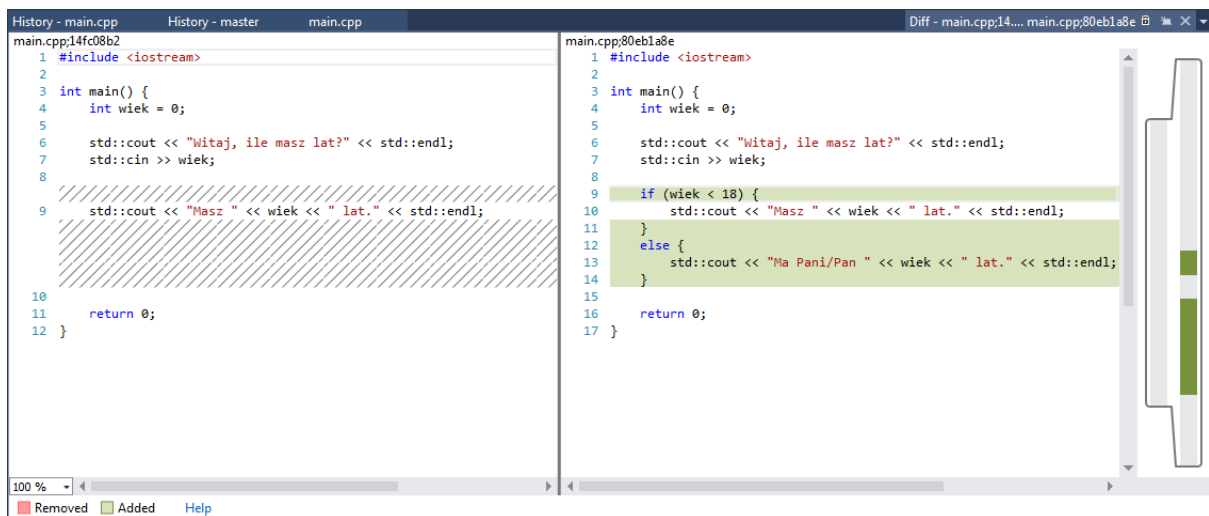 History - main.cpp History - master main.cpp Diff - main.cpp;14.... main.cpp;80eb1a8e
main.cpp;14fc08b2
1 #include <iostream>
2
3 int main() {
4     int wiek = 0;
5
6     std::cout << "Witaj, ile masz lat?" << std::endl;
7     std::cin >> wiek;
8
9     std::cout << "Masz " << wiek << " lat." << std::endl;
10
11     return 0;
12 }
main.cpp;80eb1a8e
1 #include <iostream>
2
3 int main() {
4     int wiek = 0;
5
6     std::cout << "Witaj, ile masz lat?" << std::endl;
7     std::cin >> wiek;
8
9     if (wiek < 18) {
10         std::cout << "Masz " << wiek << " lat." << std::endl;
11     }
12     else {
13         std::cout << "Ma Pani/Pan " << wiek << " lat." << std::endl;
14     }
15
16     return 0;
17 }
100 %
Removed Added Help